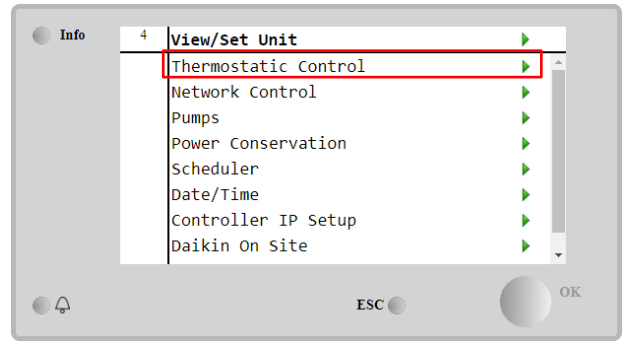 Info
4
View/Set Unit
Thermostatic Control
Network Control
Pumps
Power Conservation
Scheduler
Date/Time
Controller IP Setup
Daikin On Site
ESC
OK